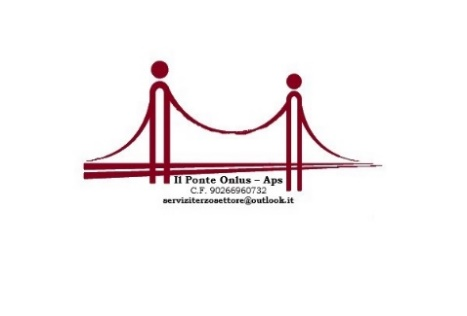 Il Ponte Onlus – Aps
C.F. 90266960732
serviziterzosettore@outlook.it